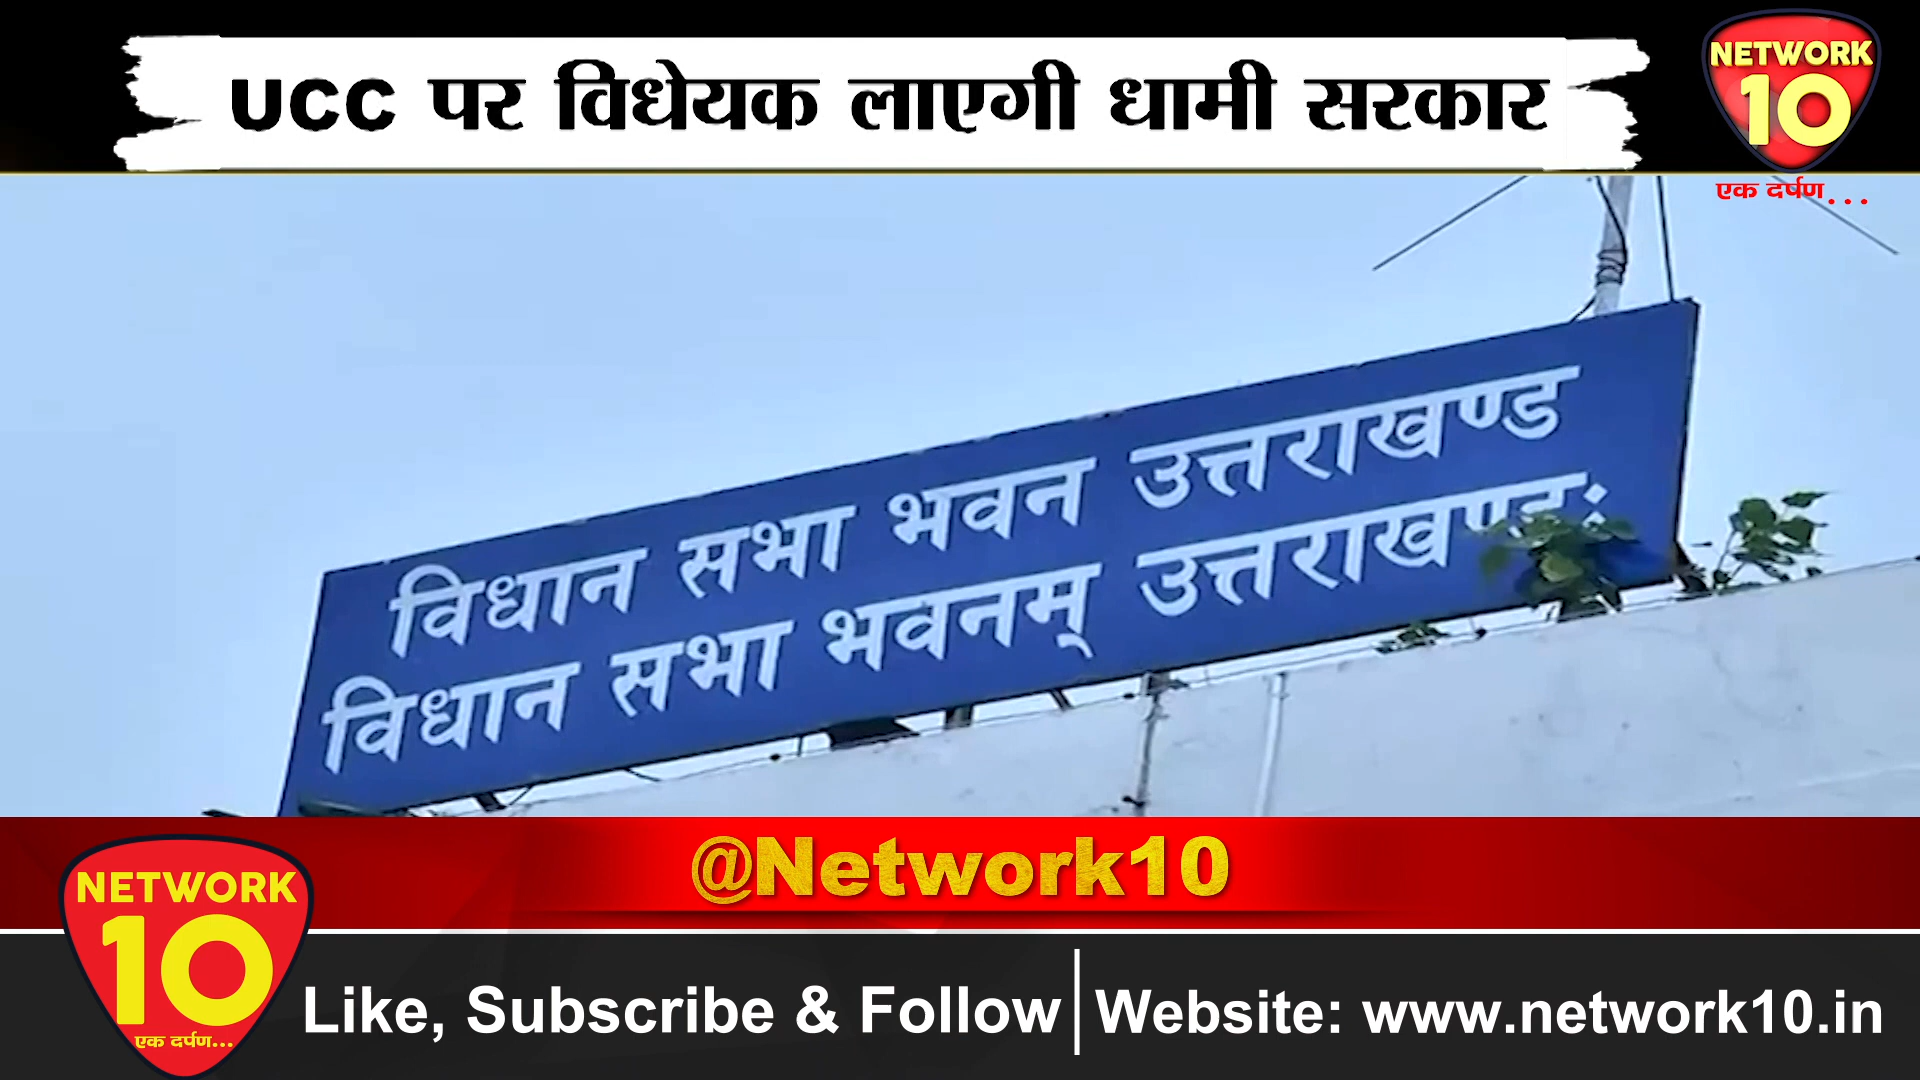 UCC पर विधेयक लाएगी धामी सरकार
NETWORK
10
एक दर्पण...
विधान सभा भवन उत्तराखण्ड
विधान सभा भवनम् उत्तराखण्डः
@Network10
NETWORK
10
एक दर्पण...
Like, Subscribe & Follow
Website: www.network10.in